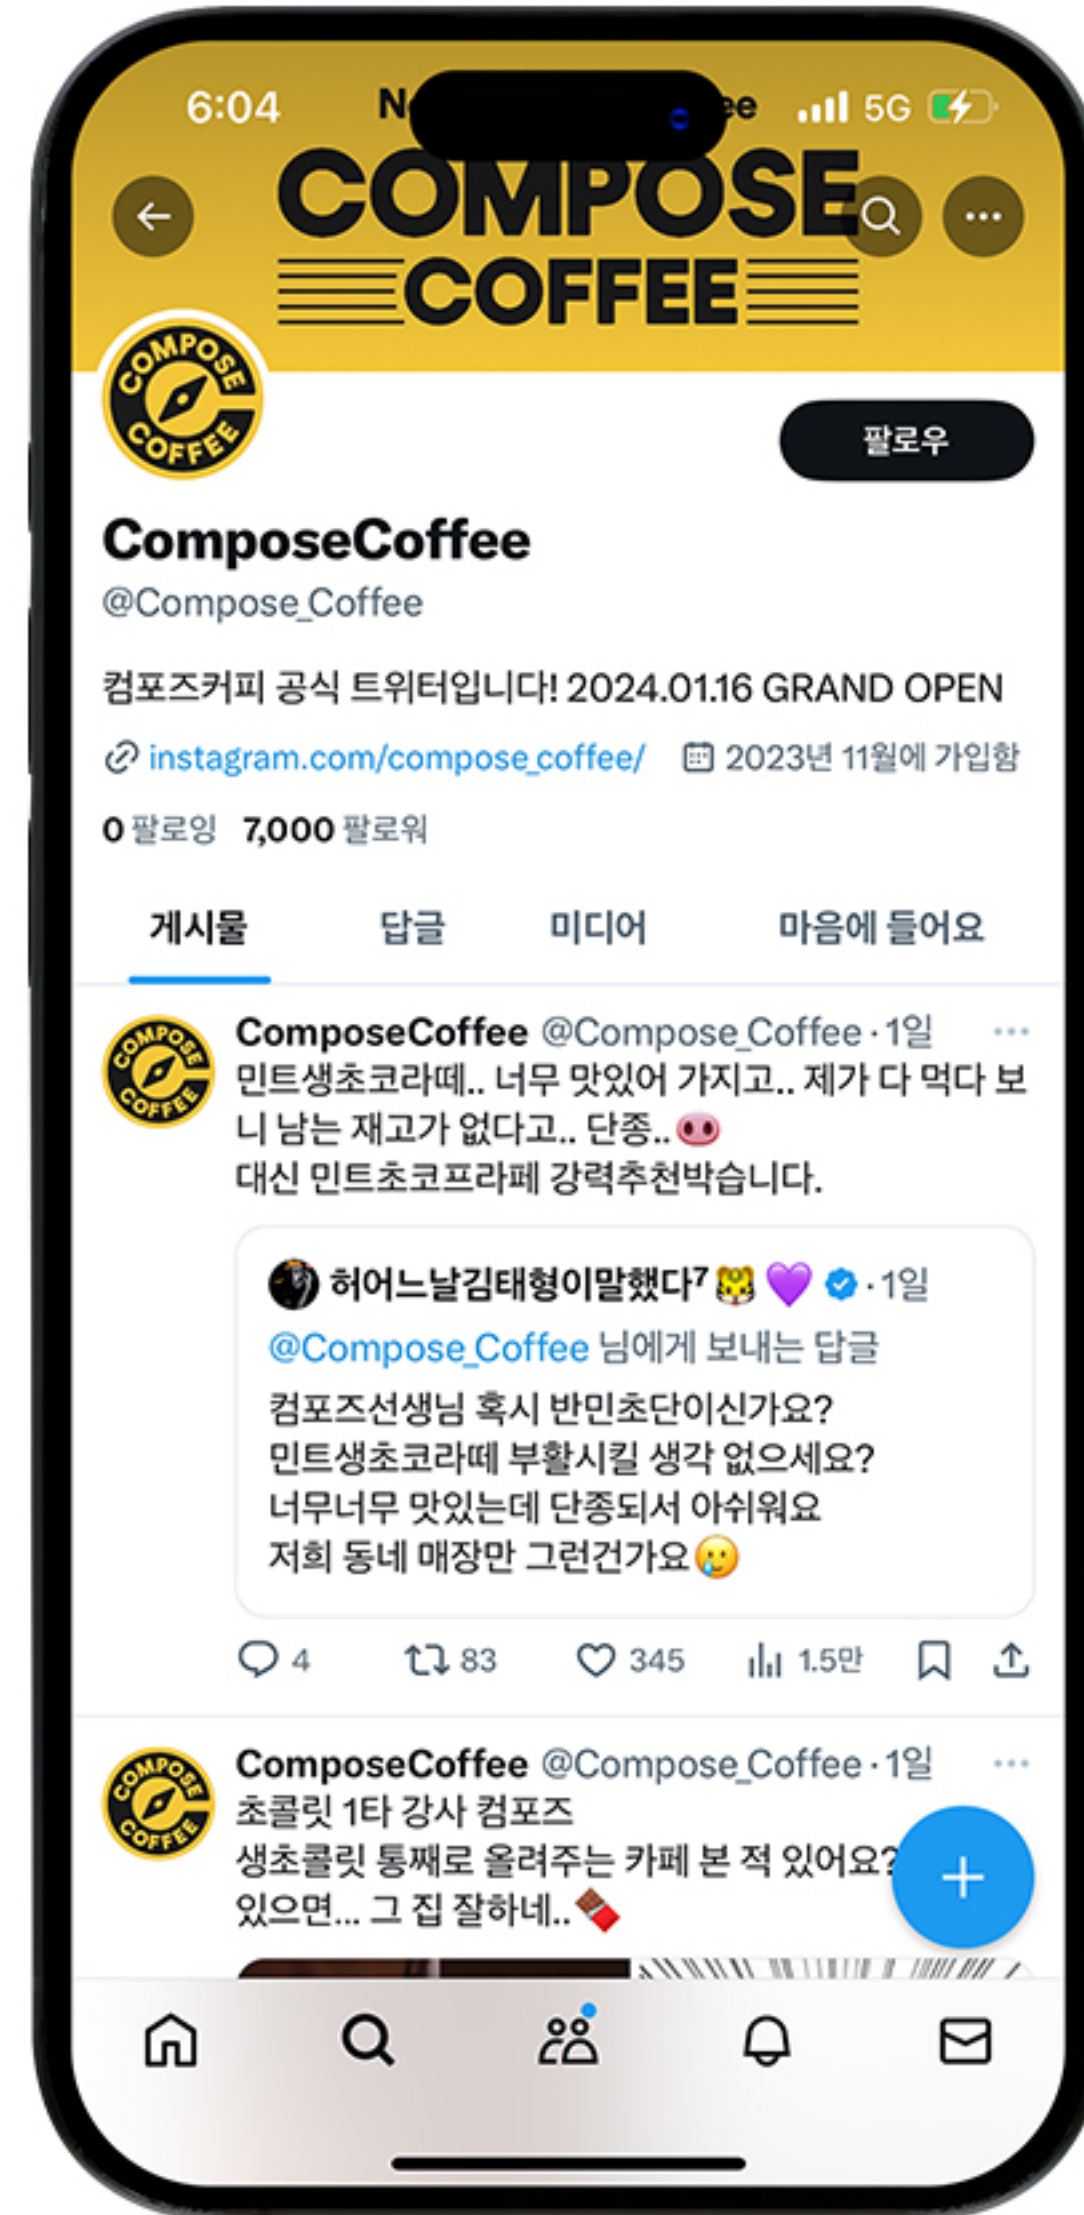 6:04
5G
COMPOSE
COFFEE
COMPOSE
COFFEE
팔로우
ComposeCoffee
@Compose_Coffee
컴포즈커피 공식 트위터입니다! 2024.01.16 GRAND OPEN
instagram.com/compose_coffee/ 2023년 11월에 가입함
0 팔로잉 7,000 팔로워
게시물 답글 미디어 마음에 들어요
COMPOSE
COFFEE
ComposeCoffee @Compose_Coffee · 1일
민트생초코라떼.. 너무 맛있어 가지고.. 제가 다 먹다 보
니 남는 재고가 없다고.. 단종..🐽
대신 민트초코프라페 강력추천박습니다.
허어느날김태형이말했다⁷🐯💜 · 1일
@Compose_Coffee 님에게 보내는 답글
컴포즈선생님 혹시 반민초단이신가요?
민트생초코라떼 부활시킬 생각 없으세요?
너무너무 맛있는데 단종되서 아쉬워요
저희 동네 매장만 그런건가요🥲
4 83 345 1.5만
COMPOSE
COFFEE
ComposeCoffee @Compose_Coffee · 1일
초콜릿 1타 강사 컴포즈
생초콜릿 통째로 올려주는 카페 본 적 있어요?
있으면... 그 집 잘하네..🍫